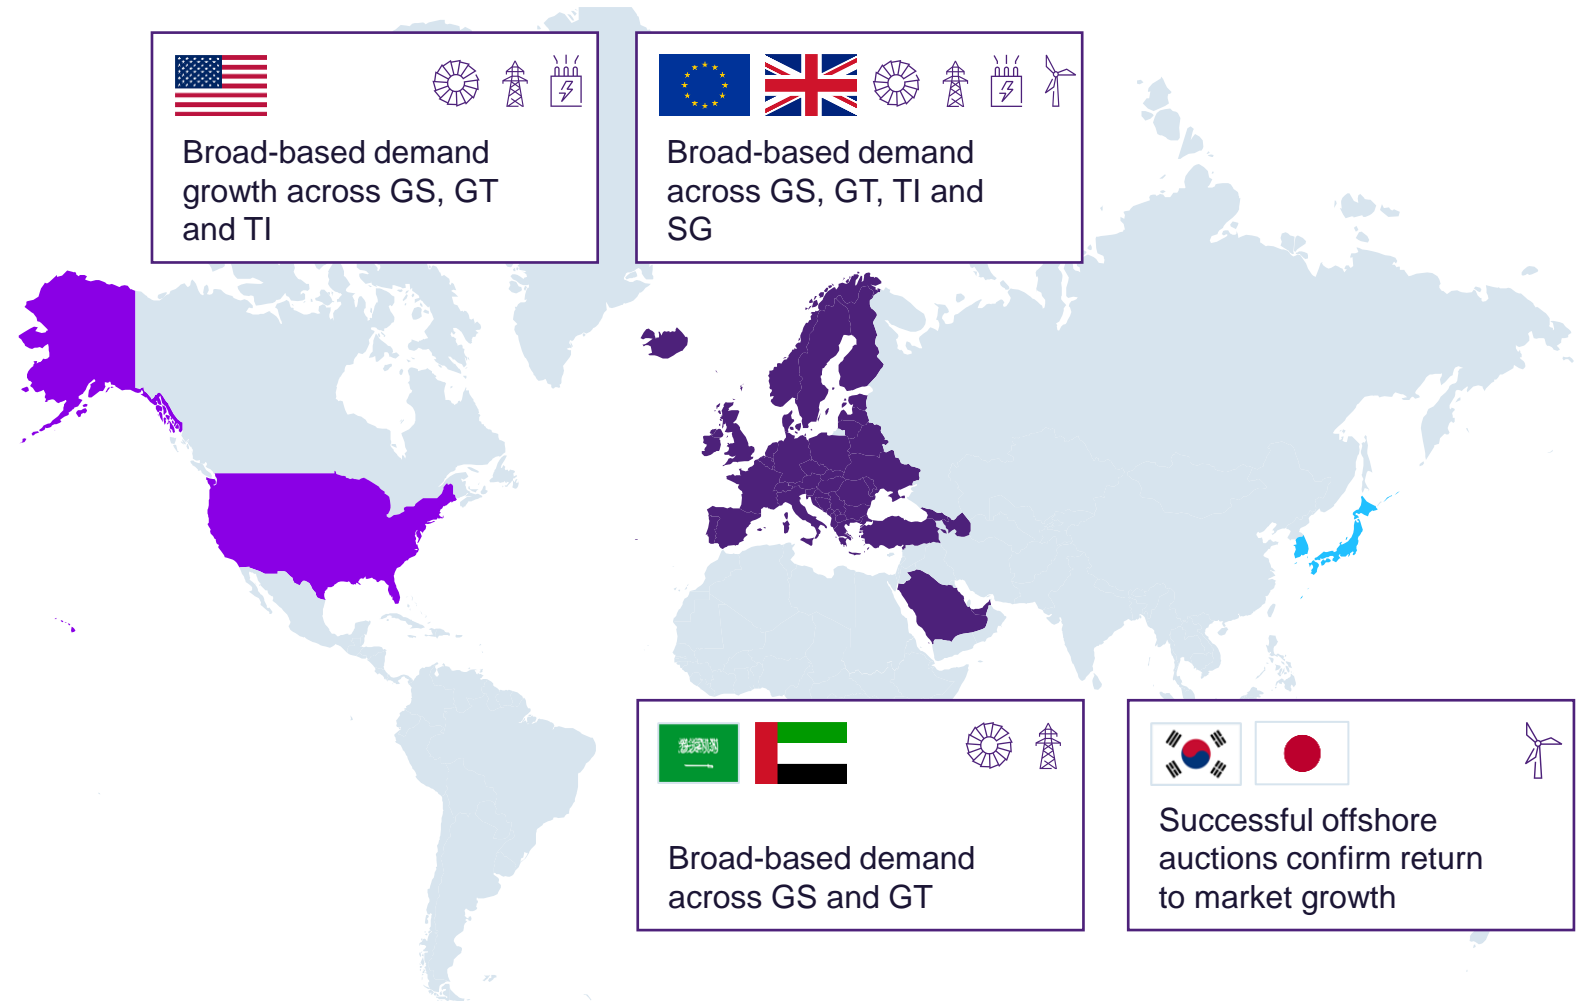 Broad-based demand
growth across GS, GT
and TI
Broad-based demand
across GS, GT, TI and
SG
Broad-based demand
across GS and GT
Successful offshore
auctions confirm return
to market growth